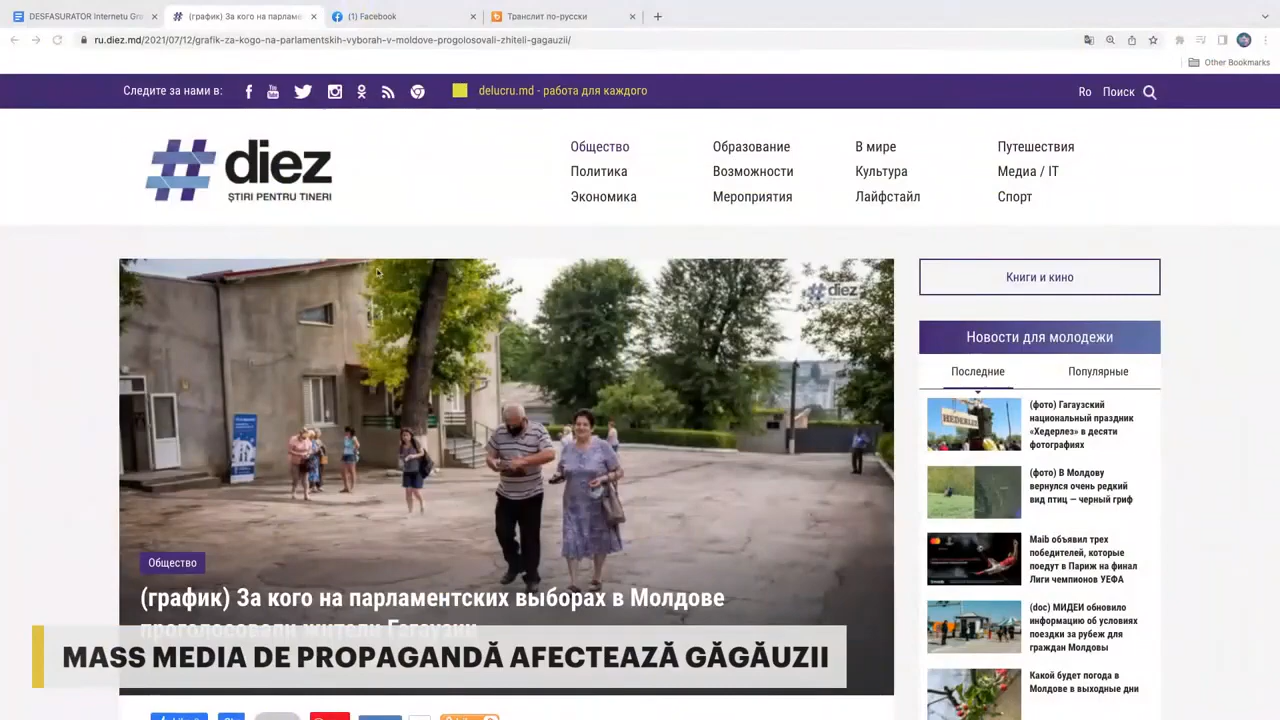 DESFASURATOR Internetu Gra
(график) За кого на парламе
(1) Facebook
Транслит по-русски
ru.diez.md/2021/07/12/grafik-za-kogo-na-parlamentskih-vyborah-v-moldove-progolosovali-zhiteli-gagauzii/
Other Bookmarks
Следите за нами в:
delucru.md - работа для каждого
Ro Поиск
#diez
ȘTIRI PENTRU TINERI
Общество
Образование
В мире
Путешествия
Политика
Возможности
Культура
Медиа / IT
Экономика
Мероприятия
Лайфстайл
Спорт
#diez
Общество
(график) За кого на парламентских выборах в Молдове
проголосовали жители Гагаузии
MASS MEDIA DE PROPAGANDĂ AFECTEAZĂ GĂGĂUZII
Книги и кино
Новости для молодежи
Последние
Популярные
(фото) Гагаузский
национальный праздник
«Хедерлез» в десяти
фотографиях
(фото) В Молдову
вернулся очень редкий
вид птиц — черный гриф
Maib объявил трех
победителей, которые
поедут в Париж на финал
Лиги чемпионов УЕФА
(doc) МИДЕИ обновило
информацию об условиях
поездки за рубеж для
граждан Молдовы
Какой будет погода в
Молдове в выходные дни